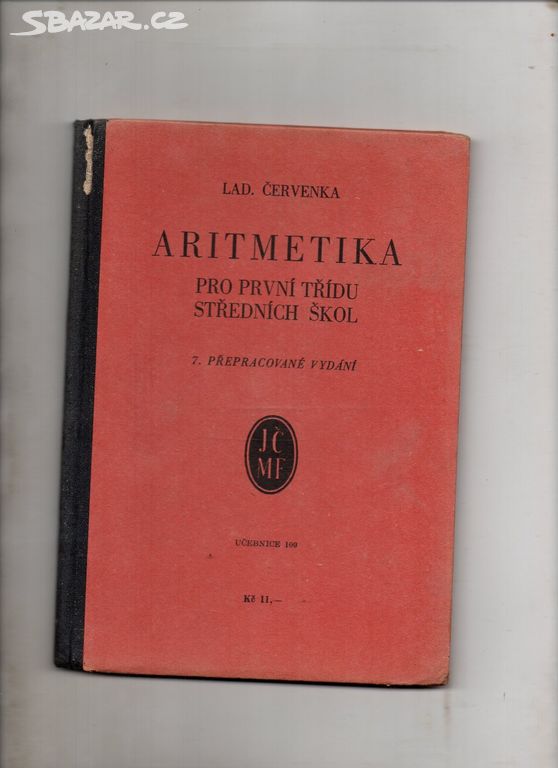 SBAZAR.CZ
LAD. ČERVENKA
ARITMETIKA
PRO PRVNÍ TŘÍDU
STŘEDNÍCH ŠKOL
7. PŘEPRACOVANÉ VYDÁNÍ
JČ
MF
UČEBNICE 100
Kč 11,—